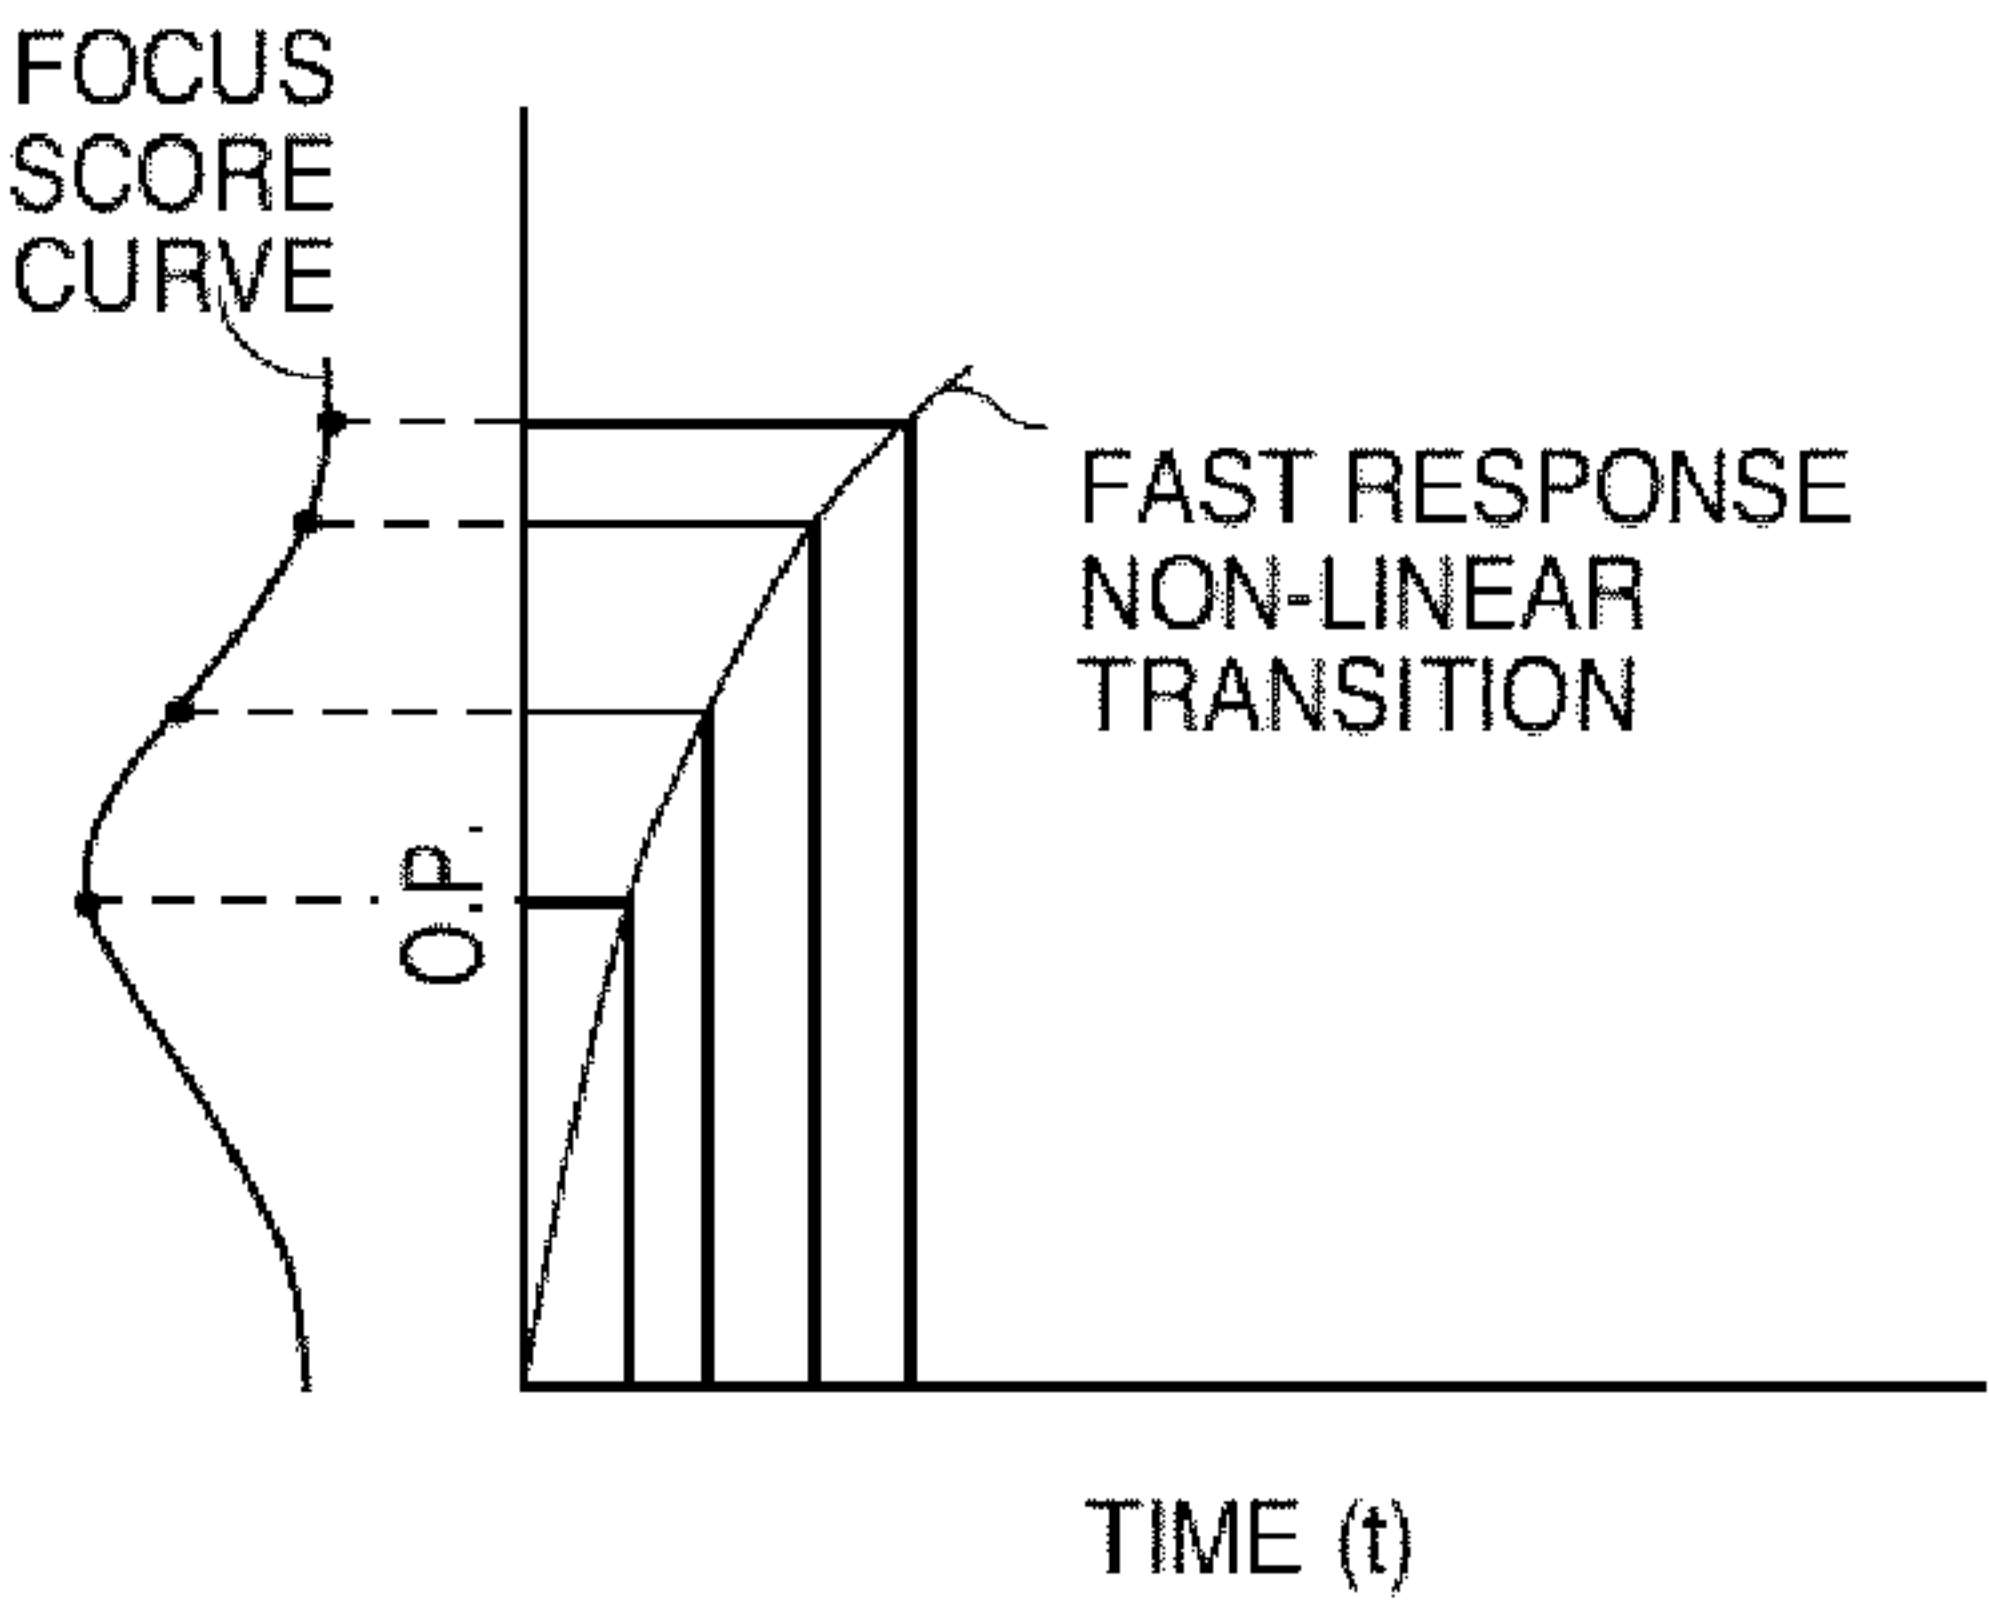 FOCUS
SCORE
CURVE
FAST RESPONSE
NON-LINEAR
TRANSITION
O.P.
TIME (t)